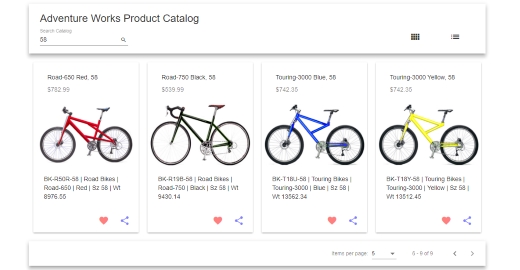 Adventure Works Product Catalog
Search Catalog
58
Road-650 Red, 58
$782.99
BK-R50R-58 | Road Bikes |
Road-650 | Red | Sz 58 | Wt
8976.55
Road-750 Black, 58
$539.99
BK-R19B-58 | Road Bikes |
Road-750 | Black | Sz 58 | Wt
9430.14
Touring-3000 Blue, 58
$742.35
BK-T18U-58 | Touring Bikes |
Touring-3000 | Blue | Sz 58 |
Wt 13562.34
Touring-3000 Yellow, 58
$742.35
BK-T18Y-58 | Touring Bikes |
Touring-3000 | Yellow | Sz 58 |
Wt 13512.45
Items per page: 5
6 - 9 of 9